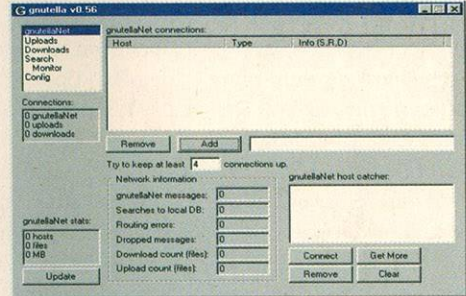 G gnutella v0.56
gnutellaNet
Uploads
Downloads
Search
Monitor
Config
Connections:
0 gnutellaNet
0 uploads
0 downloads
gnutellaNet stats:
0 hosts
0 files
0 MB
Update
gnutellaNet connections:
Host Type Info (S,R,D)
Remove Add
Try to keep at least 4 connections up.
Network information
gnutellaNet messages: 0
Searches to local DB: 0
Routing errors: 0
Dropped messages: 0
Download count (files): 0
Upload count (files): 0
gnutellaNet host catcher:
Connect Get More
Remove Clear